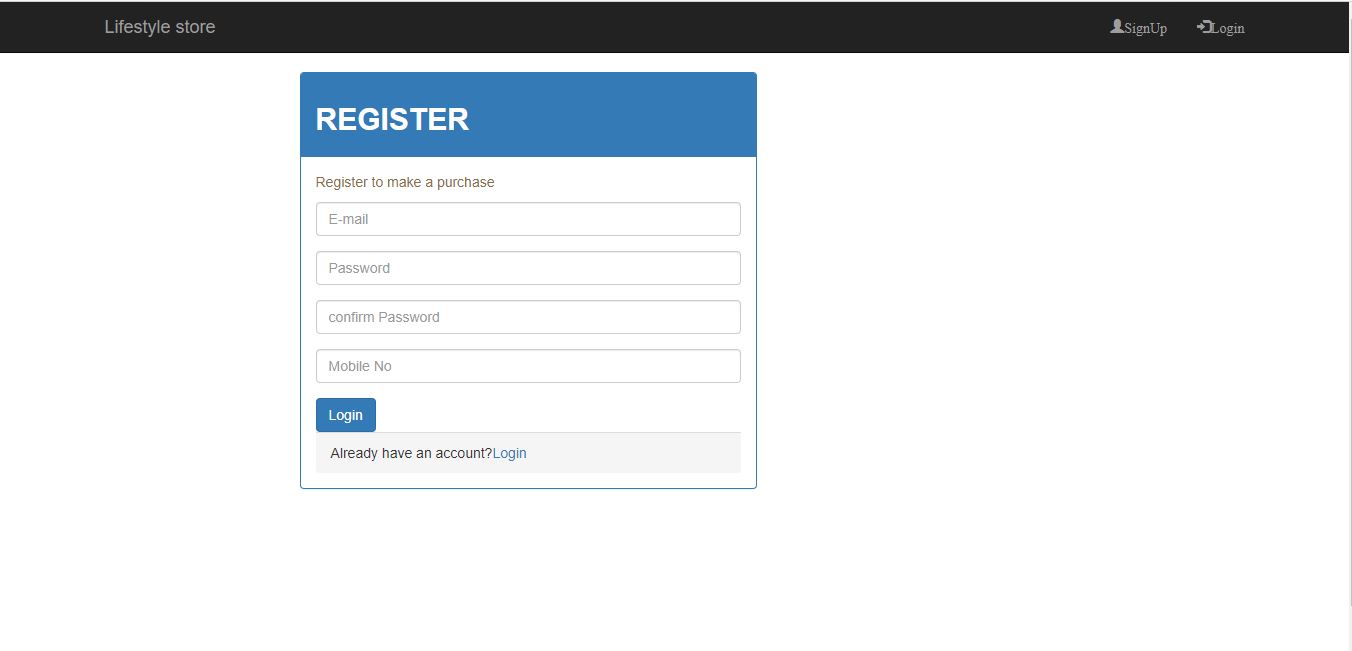 Lifestyle store
SignUp
Login
REGISTER
Register to make a purchase
E-mail
Password
confirm Password
Mobile No
Login
Already have an account?Login